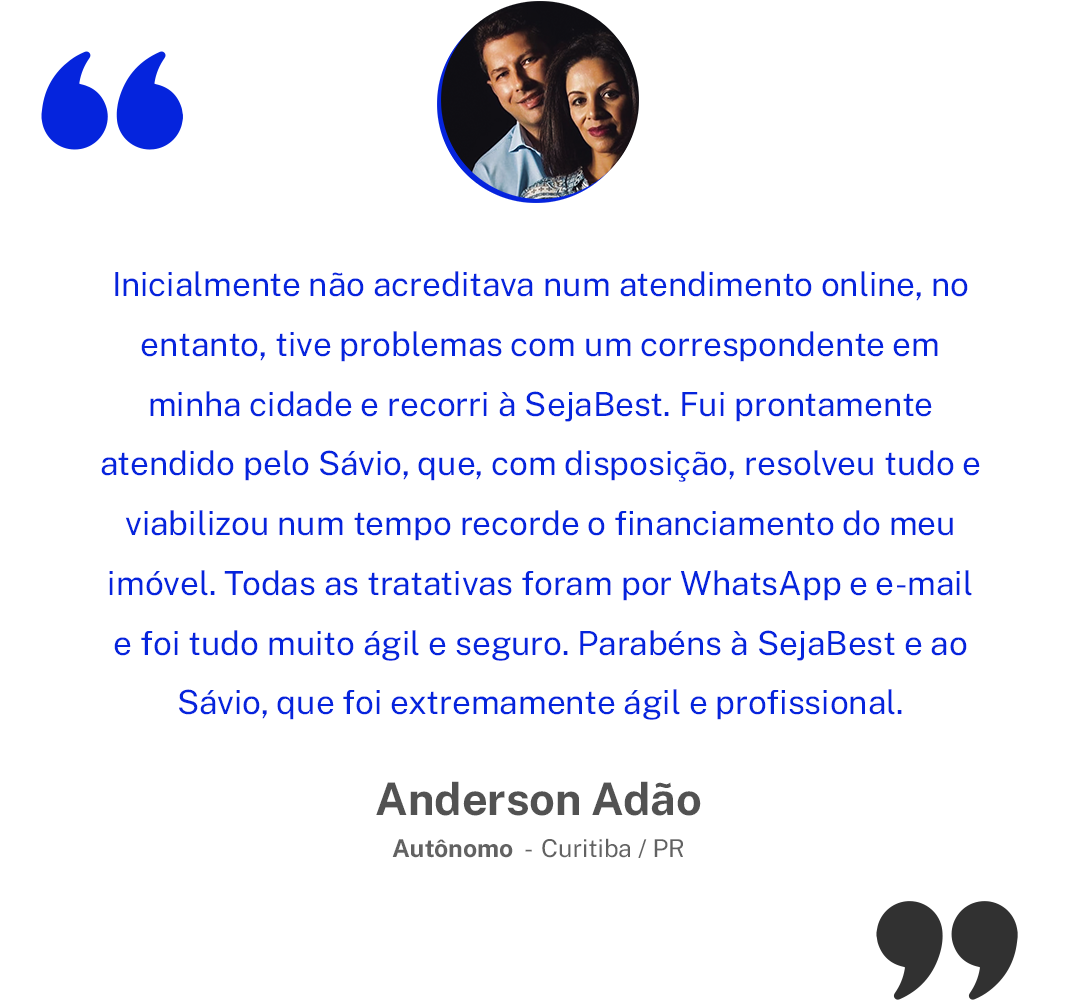 Inicialmente não acreditava num atendimento online, no
entanto, tive problemas com um correspondente em
minha cidade e recorri à SejaBest. Fui prontamente
atendido pelo Sávio, que, com disposição, resolveu tudo e
viabilizou num tempo recorde o financiamento do meu
imóvel. Todas as tratativas foram por WhatsApp e e-mail
e foi tudo muito ágil e seguro. Parabéns à SejaBest e ao
Sávio, que foi extremamente ágil e profissional.
Anderson Adão
Autônomo - Curitiba / PR